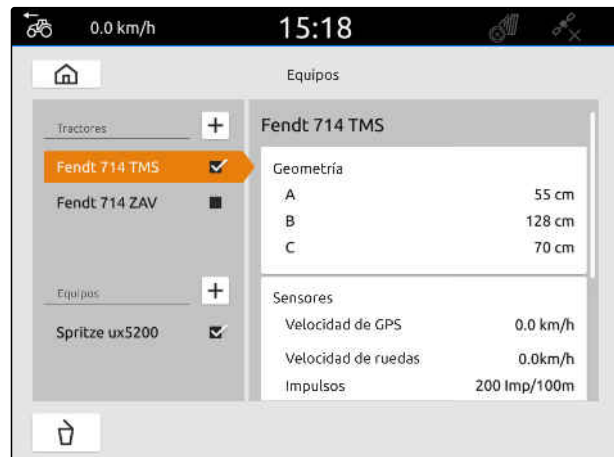 0.0 km/h 15:18
Equipos
Tractores +
Fendt 714 TMS
Fendt 714 ZAV
Equipos +
Spritze ux5200
Fendt 714 TMS
Geometría
A 55 cm
B 128 cm
C 70 cm
Sensores
Velocidad de GPS 0.0 km/h
Velocidad de ruedas 0.0km/h
Impulsos 200 Imp/100m